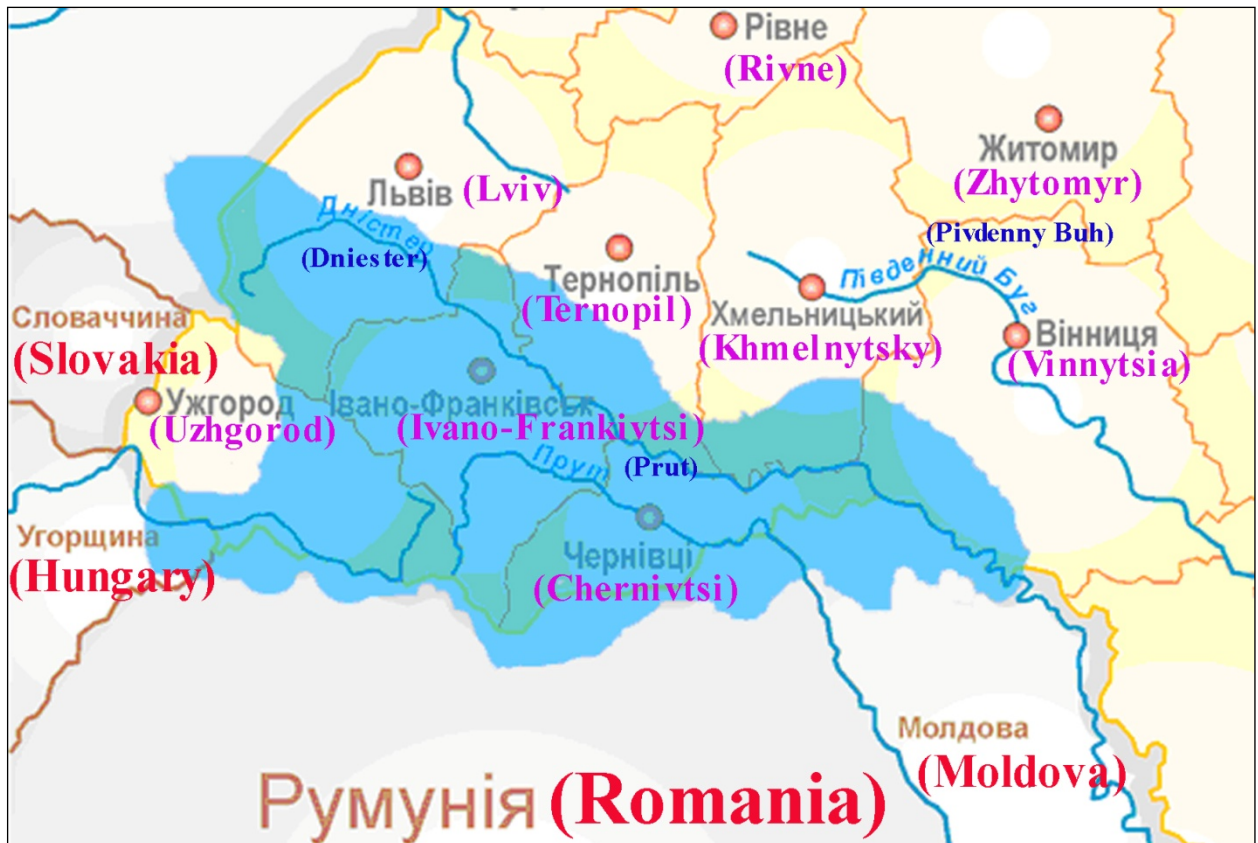 Рівне
(Rivne)
Житомир
(Zhytomyr)
Львів (Lviv)
Дністер
(Dniester)
(Pivdenny Buh)
Південний Буг
Тернопіль
(Ternopil)
Хмельницький
(Khmelnytsky)
Вінниця
(Vinnytsia)
Словаччина
(Slovakia)
Ужгород
(Uzhgorod)
Івано-Франківськ
(Ivano-Frankivtsi)
Прут (Prut)
Угорщина
(Hungary)
Чернівці
(Chernivtsi)
Молдова
(Moldova)
Румунія (Romania)